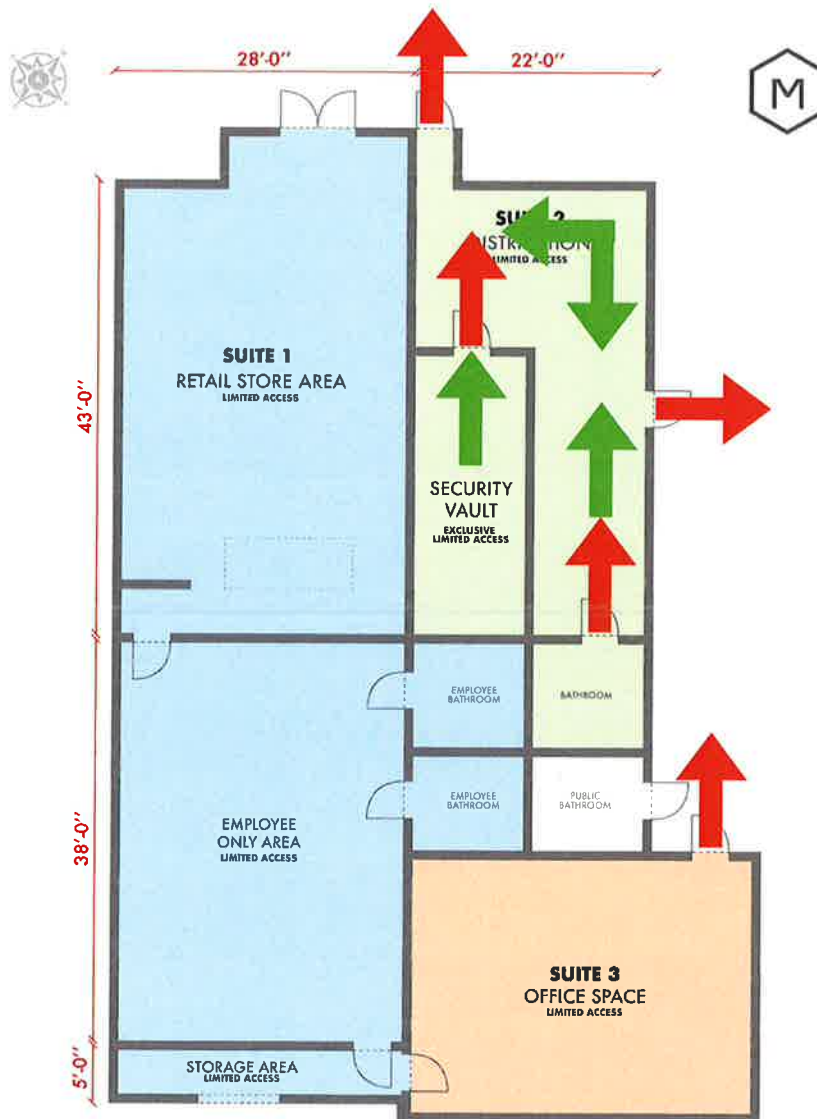 28'-0"
22'-0"
M
SUITE 1
RETAIL STORE AREA
LIMITED ACCESS
LIMITED ACCESS
43'-0"
SECURITY
VAULT
EXCLUSIVE
LIMITED ACCESS
EMPLOYEE
BATHROOM
BATHROOM
EMPLOYEE
BATHROOM
PUBLIC
BATHROOM
38'-0"
EMPLOYEE
ONLY AREA
LIMITED ACCESS
SUITE 3
OFFICE SPACE
LIMITED ACCESS
5'-0"
STORAGE AREA
LIMITED ACCESS